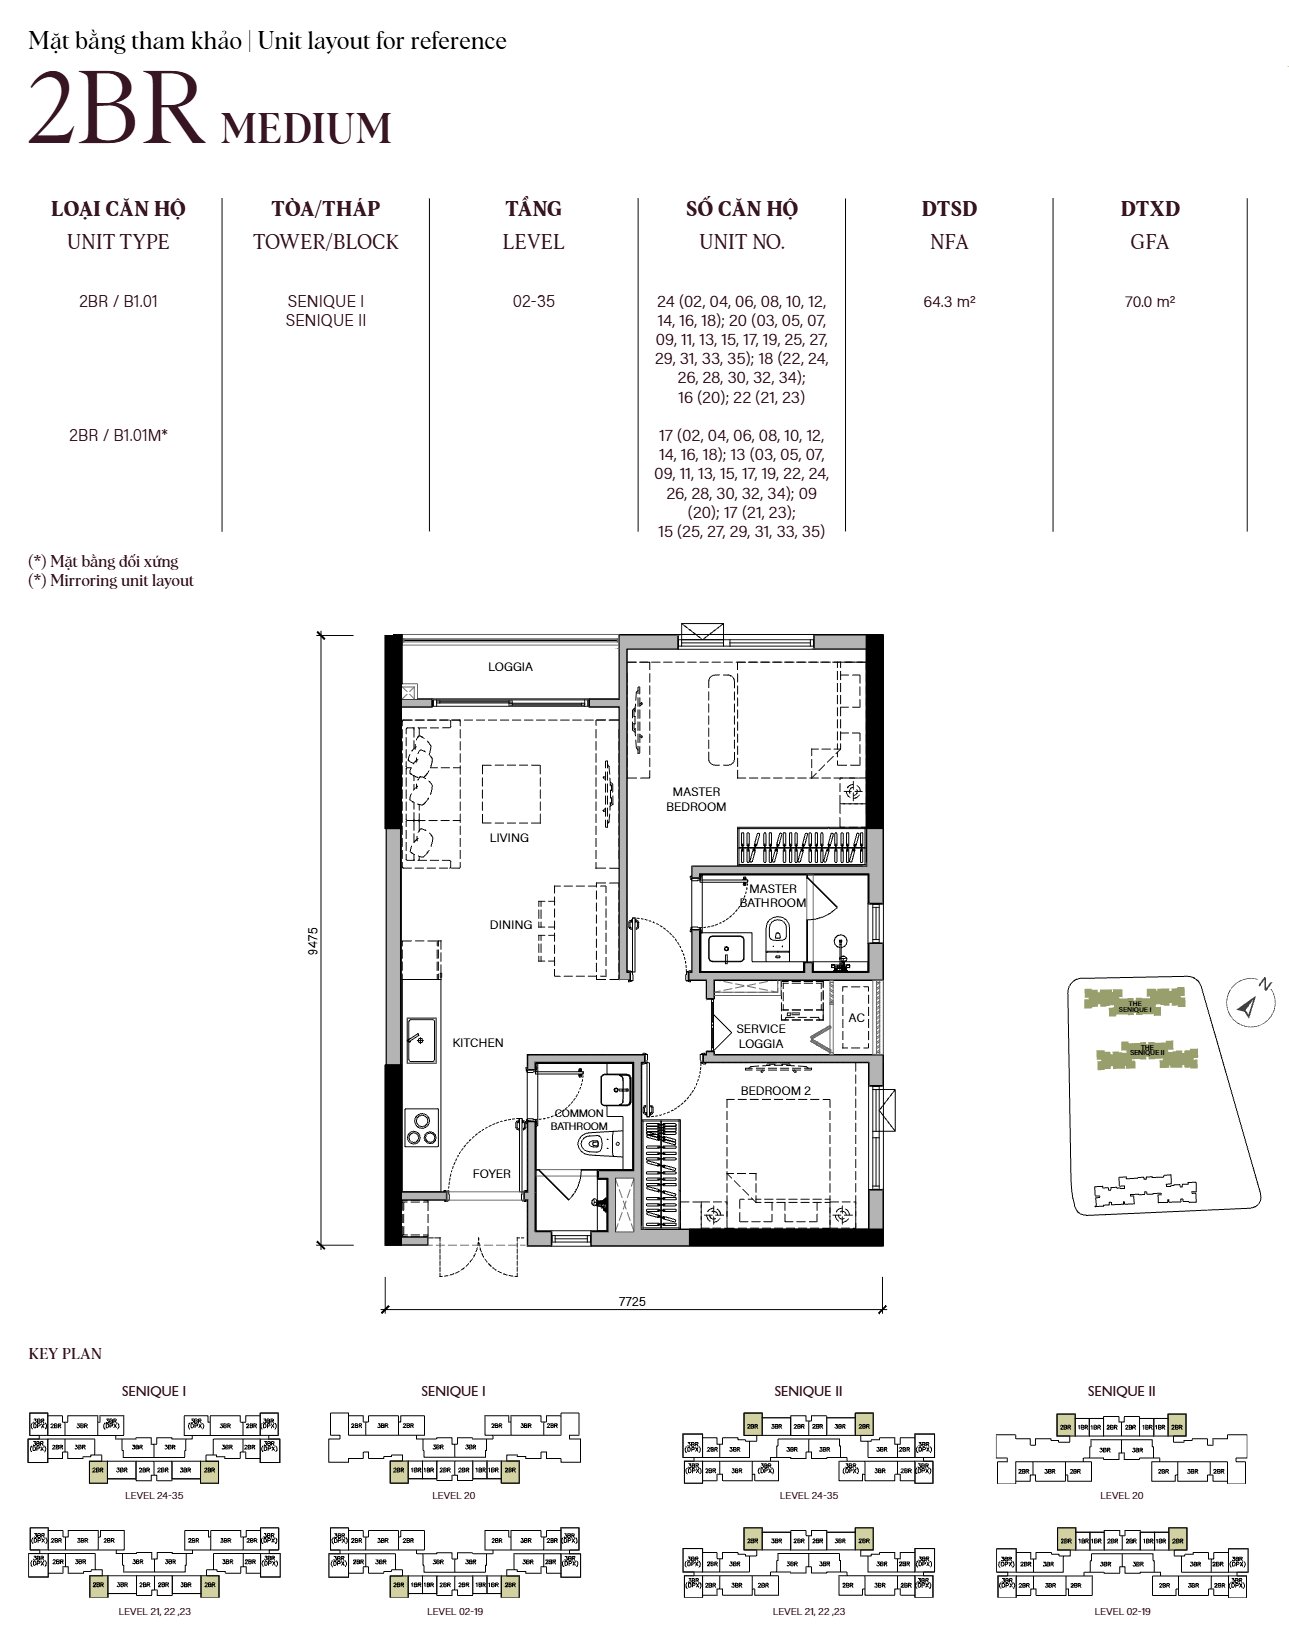 Mặt bằng tham khảo | Unit layout for reference
2BR MEDIUM
LOẠI CĂN HỘ
UNIT TYPE
TÒA/THÁP
TOWER/BLOCK
TẦNG
LEVEL
SỐ CĂN HỘ
UNIT NO.
DTSD
NFA
DTXD
GFA
2BR / B1.01
SENIQUE I
SENIQUE II
02-35
24 (02, 04, 06, 08, 10, 12,
14, 16, 18); 20 (03, 05, 07,
09, 11, 13, 15, 17, 19, 25, 27,
29, 31, 33, 35); 18 (22, 24,
26, 28, 30, 32, 34);
16 (20); 22 (21, 23)
64.3 m²
70.0 m²
2BR / B1.01M*
17 (02, 04, 06, 08, 10, 12,
14, 16, 18); 13 (03, 05, 07,
09, 11, 13, 15, 17, 19, 22, 24,
26, 28, 30, 32, 34); 09
(20); 17 (21, 23);
15 (25, 27, 29, 31, 33, 35)
(*) Mặt bằng đối xứng
(*) Mirroring unit layout
LOGGIA
MASTER
BEDROOM
LIVING
MASTER
BATHROOM
DINING
9475
SERVICE
LOGGIA
AC
KITCHEN
BEDROOM 2
COMMON
BATHROOM
FOYER
7725
N
THE
SENIQUE I
THE
SENIQUE II
KEY PLAN
SENIQUE I
SENIQUE I
SENIQUE II
SENIQUE II
LEVEL 24-35
LEVEL 20
LEVEL 24-35
LEVEL 20
LEVEL 21, 22 ,23
LEVEL 02-19
LEVEL 21, 22 ,23
LEVEL 02-19